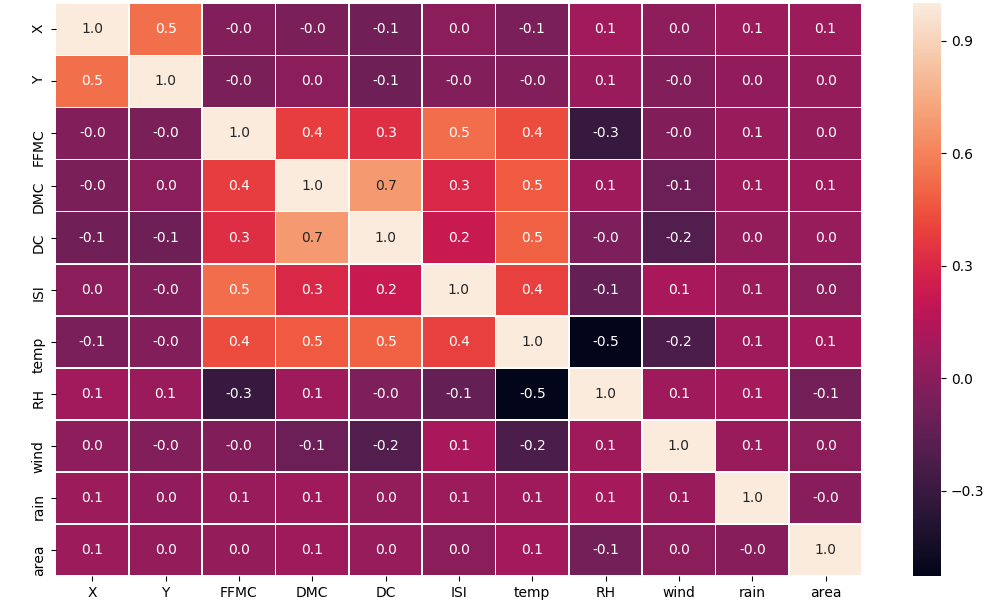 X 1.0 0.5 -0.0 -0.0 -0.1 0.0 -0.1 0.1 0.0 0.1 0.1
Y 0.5 1.0 -0.0 0.0 -0.1 -0.0 -0.0 0.1 -0.0 0.0 0.0
FFMC -0.0 -0.0 1.0 0.4 0.3 0.5 0.4 -0.3 -0.0 0.1 0.0
DMC -0.0 0.0 0.4 1.0 0.7 0.3 0.5 0.1 -0.1 0.1 0.1
DC -0.1 -0.1 0.3 0.7 1.0 0.2 0.5 -0.0 -0.2 0.0 0.0
ISI 0.0 -0.0 0.5 0.3 0.2 1.0 0.4 -0.1 0.1 0.1 0.0
temp -0.1 -0.0 0.4 0.5 0.5 0.4 1.0 -0.5 -0.2 0.1 0.1
RH 0.1 0.1 -0.3 0.1 -0.0 -0.1 -0.5 1.0 0.1 0.1 -0.1
wind 0.0 -0.0 -0.0 -0.1 -0.2 0.1 -0.2 0.1 1.0 0.1 0.0
rain 0.1 0.0 0.1 0.1 0.0 0.1 0.1 0.1 0.1 1.0 -0.0
area 0.1 0.0 0.0 0.1 0.0 0.0 0.1 -0.1 0.0 -0.0 1.0
X Y FFMC DMC DC ISI temp RH wind rain area
0.9
0.6
0.3
0.0
−0.3